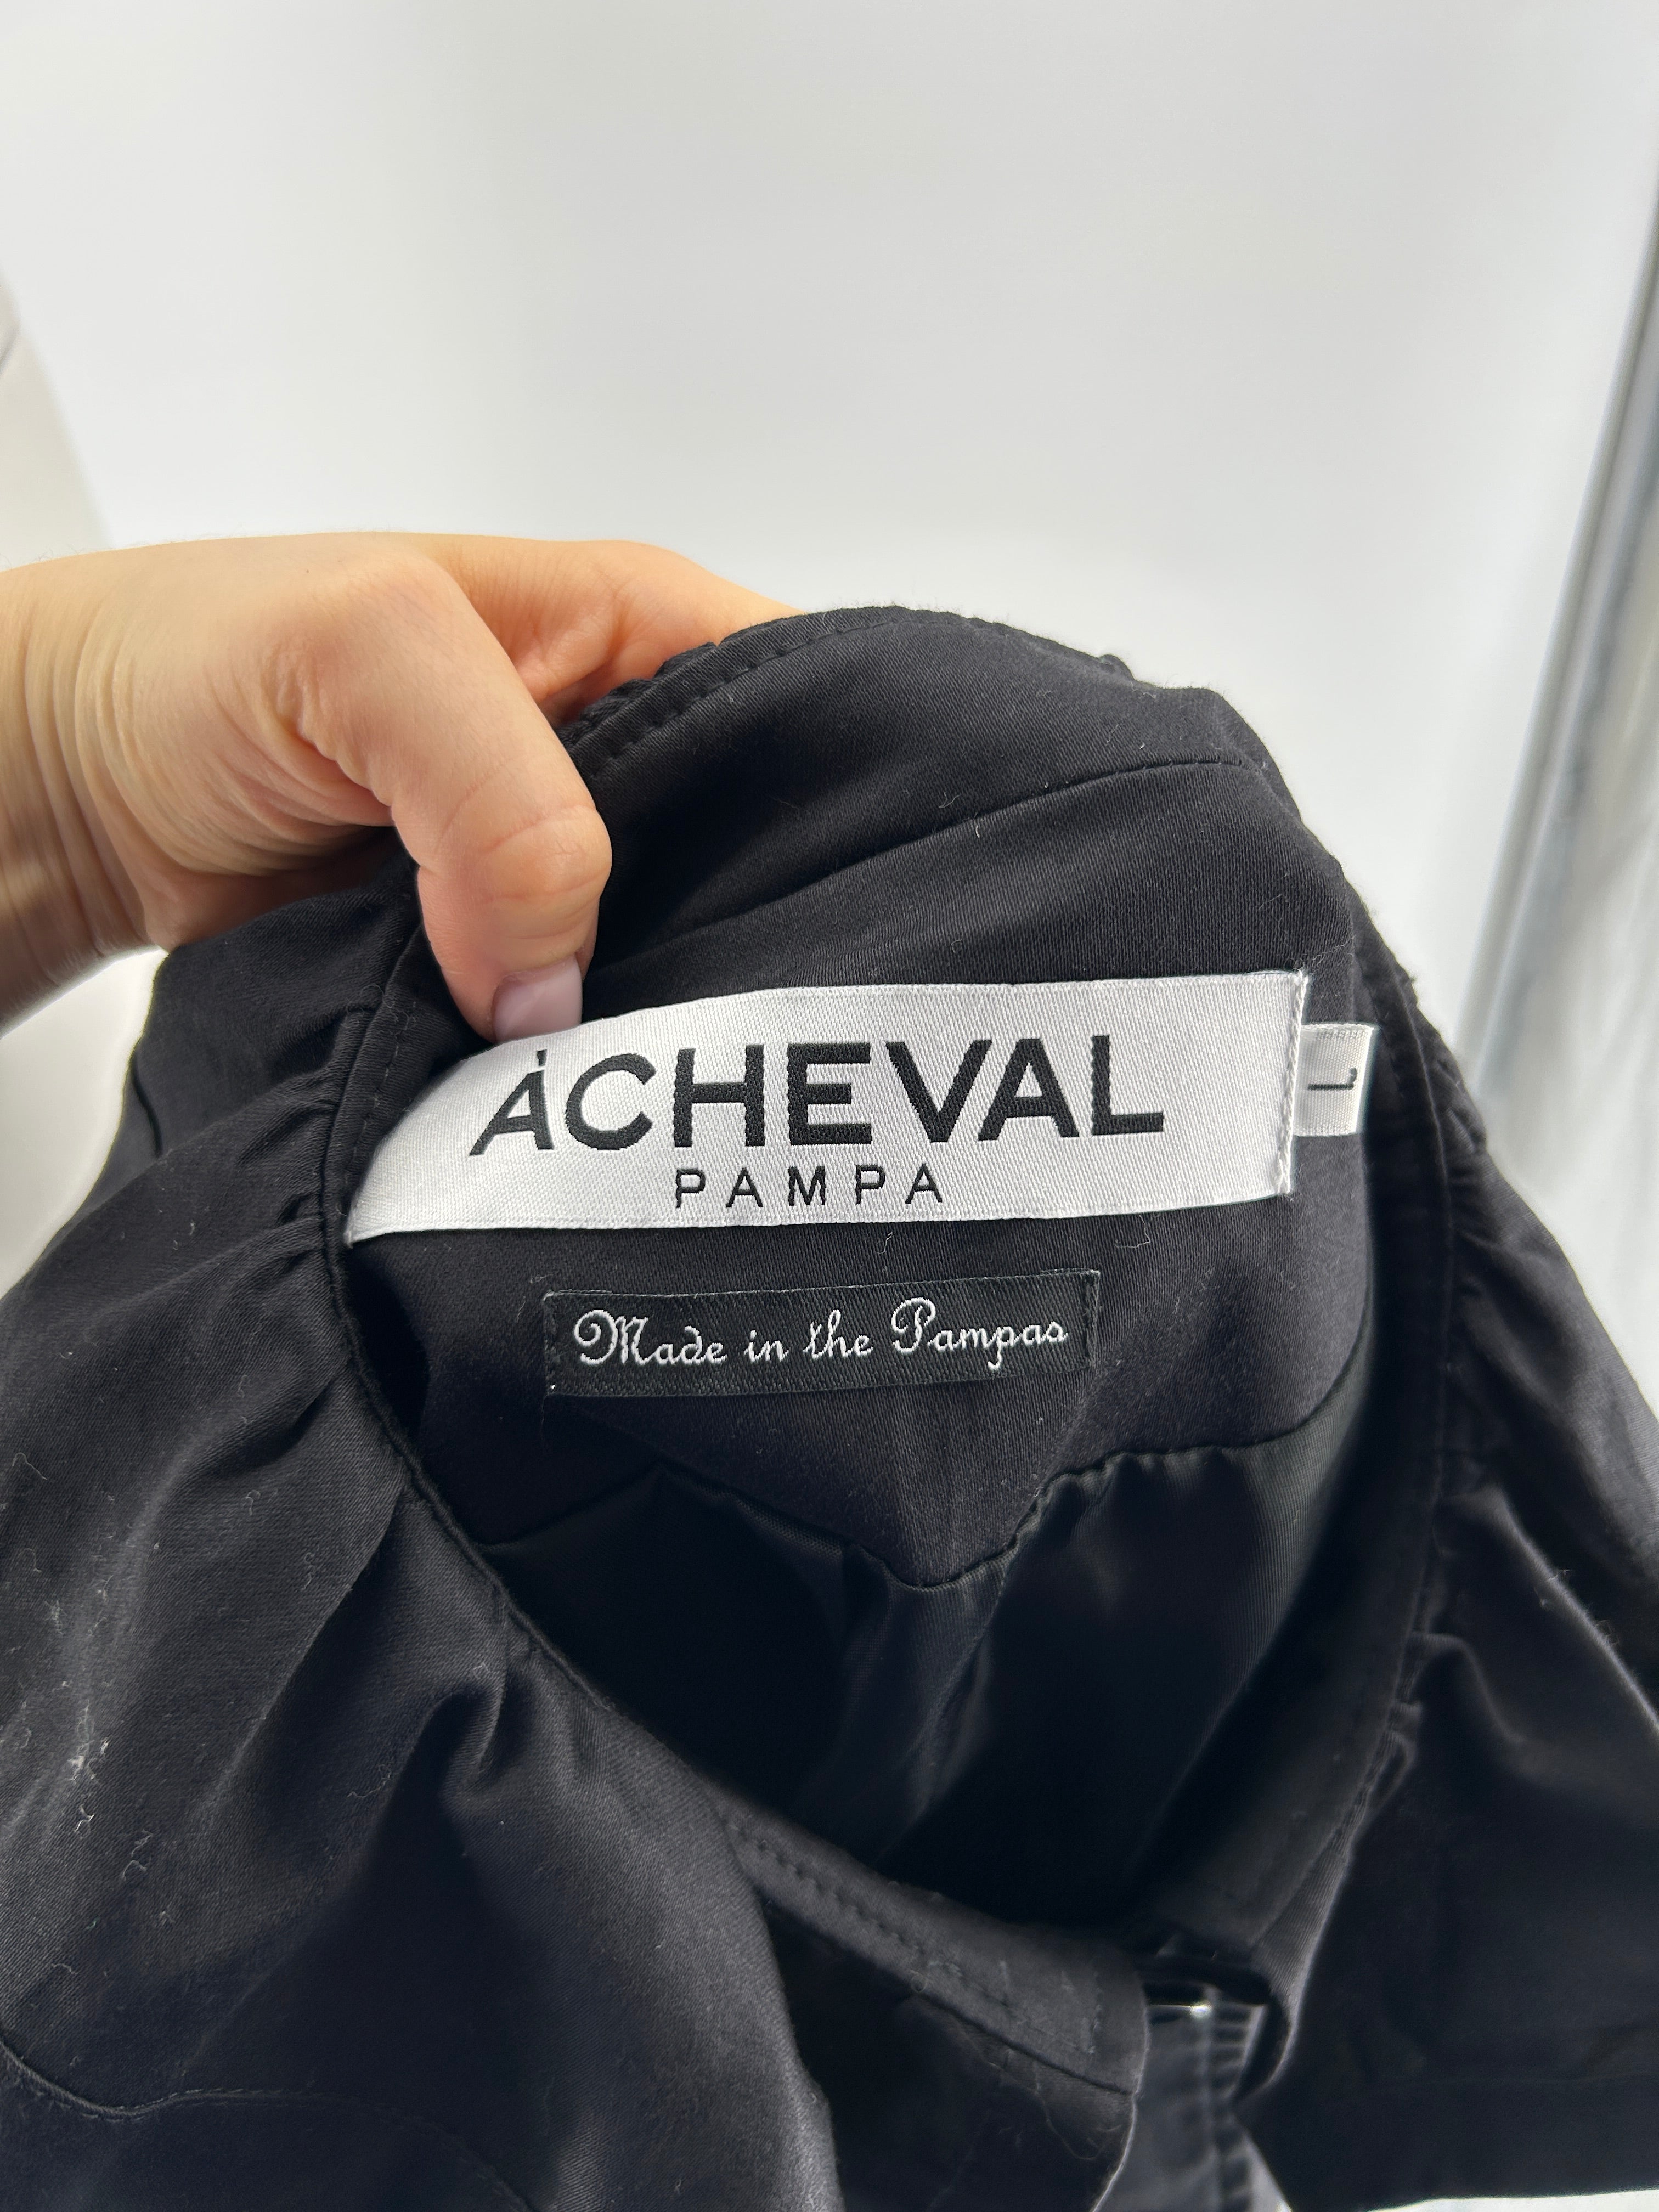 ÀCHEVAL
PAMPA
L
Made in the Pampas